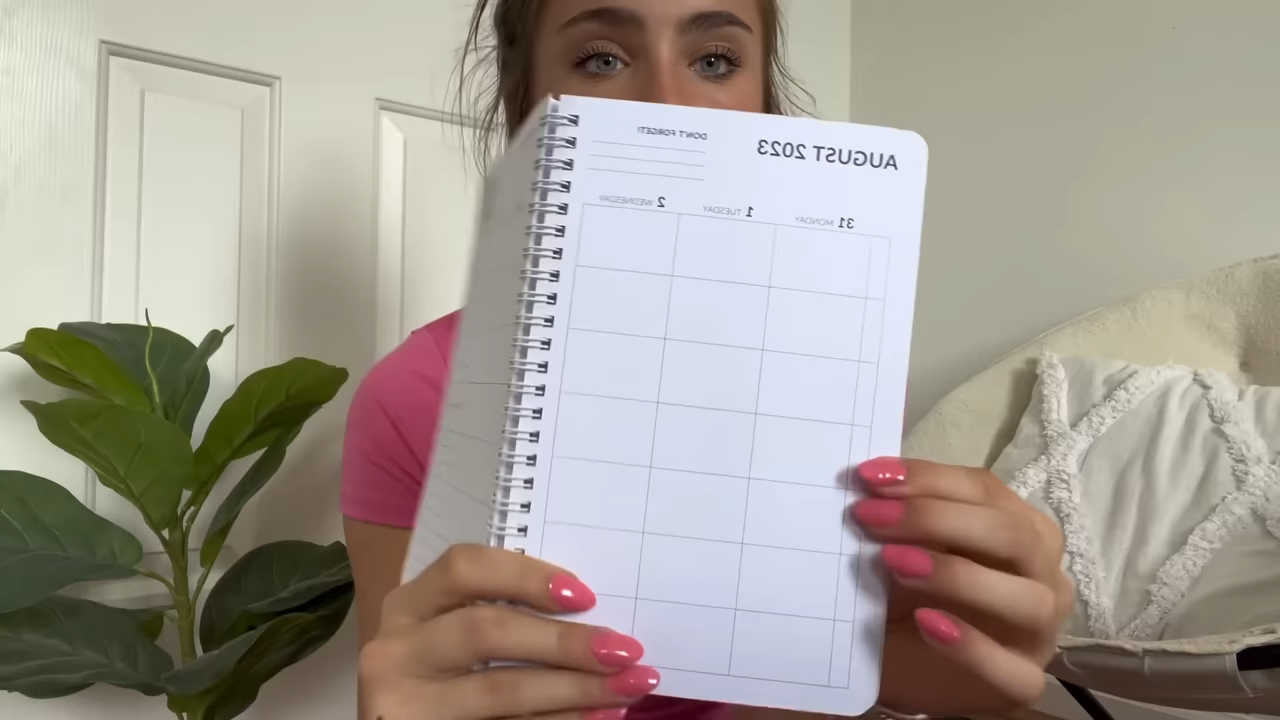 AUGUST 2023
DON'T FORGET!
31 MONDAY
1 TUESDAY
2 WEDNESDAY